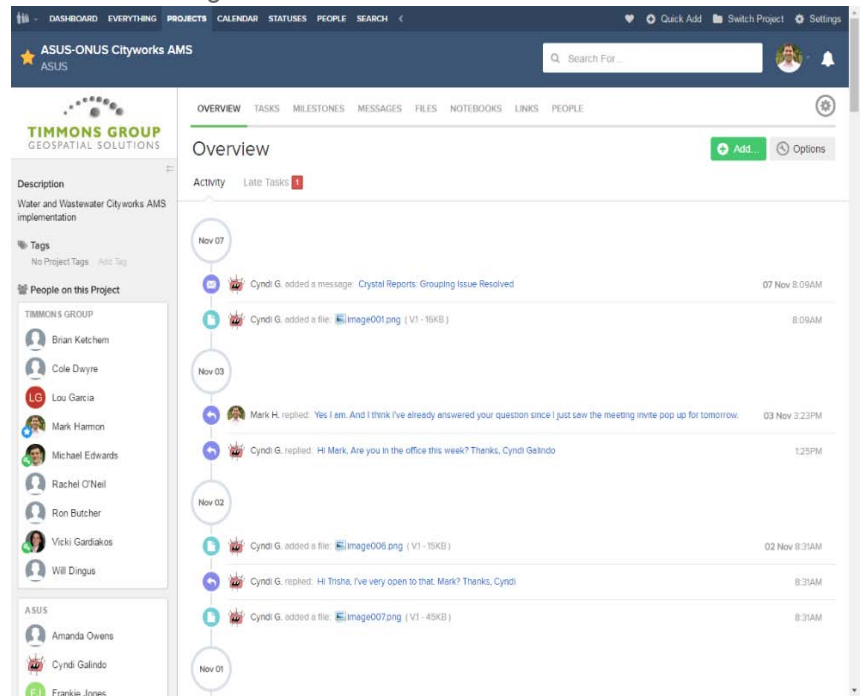 DASHBOARD EVERYTHING PROJECTS CALENDAR STATUSES PEOPLE SEARCH Quick Add Switch Project Settings
ASUS-ONUS Cityworks AMS
ASUS
Search For...
TIMMONS GROUP
GEOSPATIAL SOLUTIONS
OVERVIEW TASKS MILESTONES MESSAGES FILES NOTEBOOKS LINKS PEOPLE
Overview
Add... Options
Activity Late Tasks 1
Description
Water and Wastewater Cityworks AMS
implementation
Tags
No Project Tags Add Tag
People on this Project
TIMMONS GROUP
Brian Ketchem
Cole Dwyre
LG Lou Garcia
Mark Harmon
Michael Edwards
Rachel O'Neil
Ron Butcher
Vicki Gardiakos
Will Dingus
ASUS
Amanda Owens
Cyndi Galindo
FJ Frankie Jones
Nov 07
Cyndi G. added a message: Crystal Reports: Grouping Issue Resolved 07 Nov 8:09AM
Cyndi G. added a file: image001.png ( V.1 - 16KB ) 8:09AM
Nov 03
Mark H. replied: Yes I am. And I think I've already answered your question since I just saw the meeting invite pop up for tomorrow. 03 Nov 3:23PM
Cyndi G. replied: Hi Mark, Are you in the office this week? Thanks, Cyndi Galindo 1:25PM
Nov 02
Cyndi G. added a file: image006.png ( V.1 - 15KB ) 02 Nov 8:31AM
Cyndi G. replied: Hi Trisha, I've very open to that. Mark? Thanks, Cyndi 8:31AM
Cyndi G. added a file: image007.png ( V.1 - 45KB ) 8:31AM
Nov 01